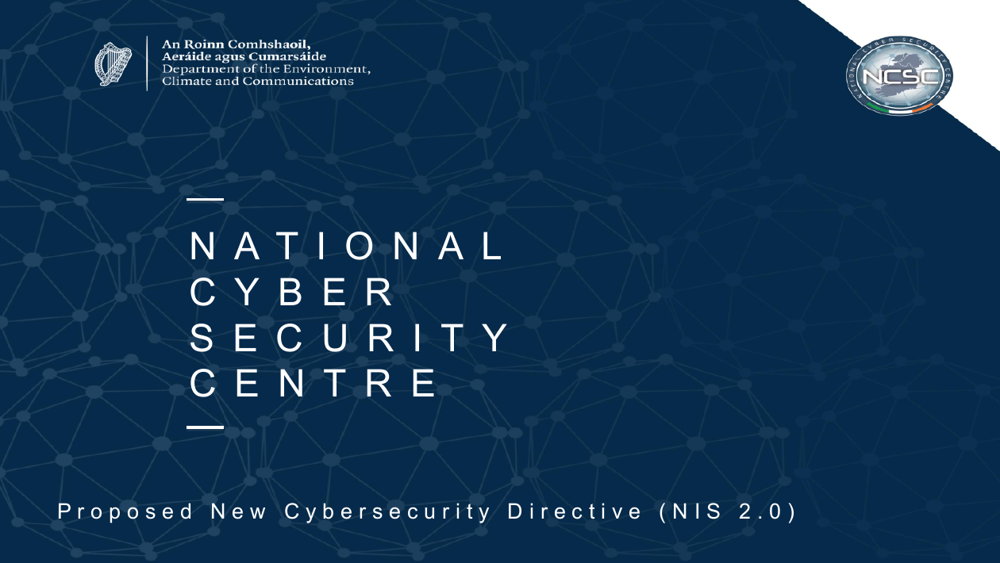 An Roinn Comhshaoil,
Aeráide agus Cumarsáide
Department of the Environment,
Climate and Communications
NATIONAL CYBER SECURITY CENTRE
NCSC
NATIONAL
CYBER
SECURITY
CENTRE
Proposed New Cybersecurity Directive (NIS 2.0)